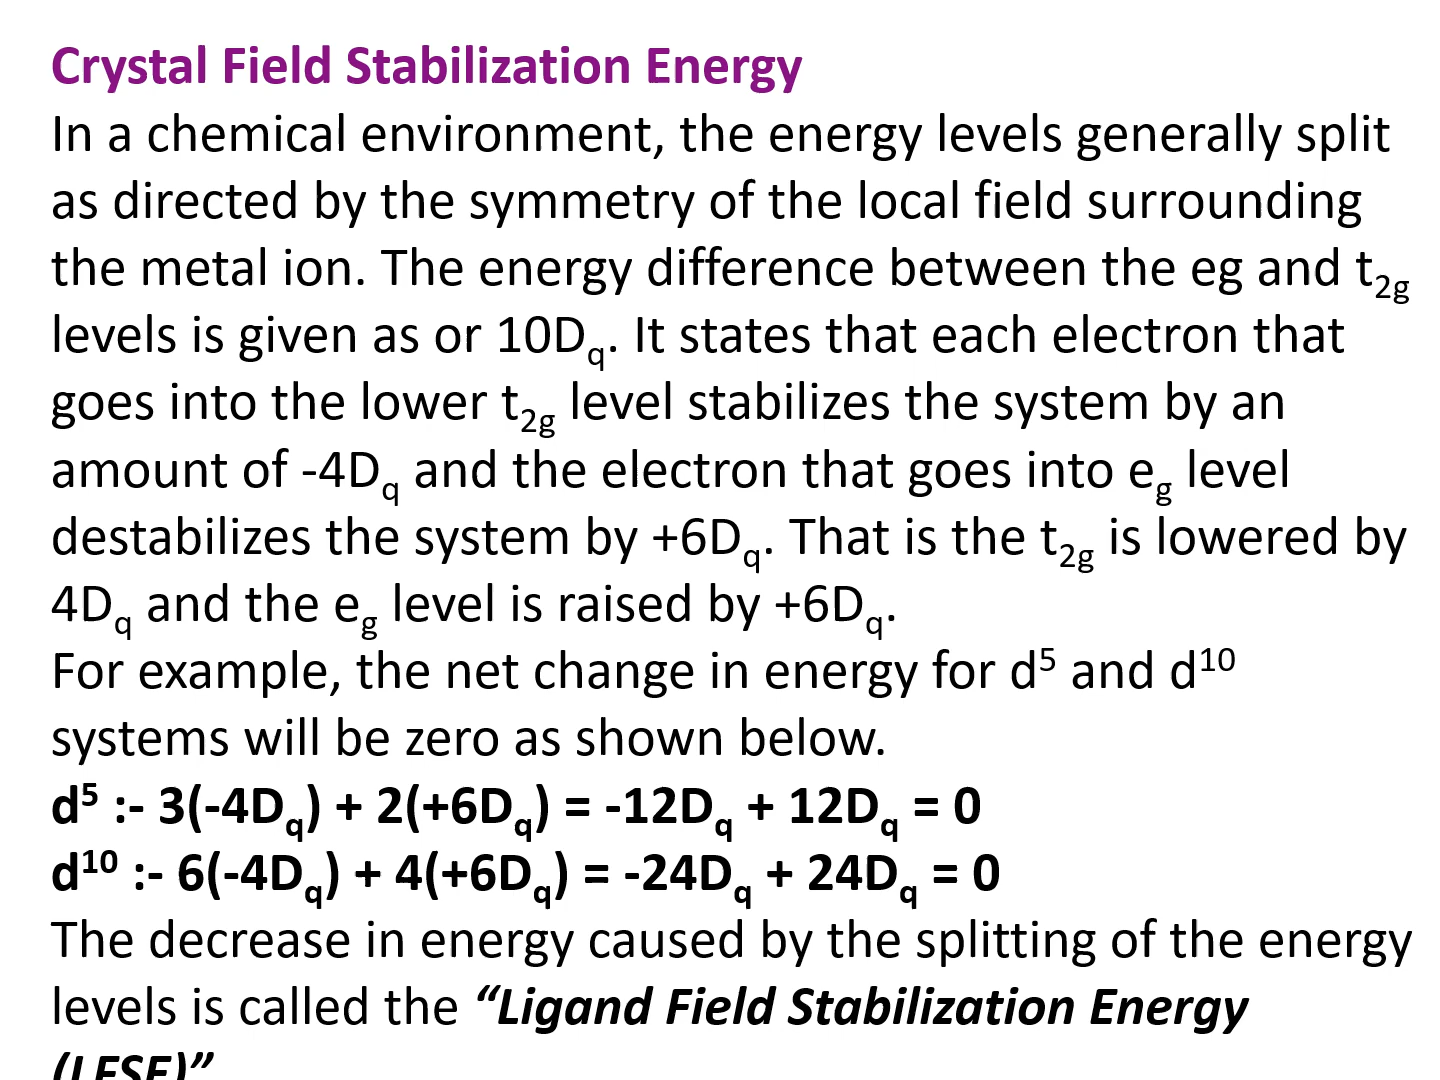 Crystal Field Stabilization Energy
In a chemical environment, the energy levels generally split
as directed by the symmetry of the local field surrounding
the metal ion. The energy difference between the eg and t₂g
levels is given as or 10Dq. It states that each electron that
goes into the lower t₂g level stabilizes the system by an
amount of -4Dq and the electron that goes into eg level
destabilizes the system by +6Dq. That is the t₂g is lowered by
4Dq and the eg level is raised by +6Dq.
For example, the net change in energy for d⁵ and d¹⁰
systems will be zero as shown below.
d⁵ :- 3(-4Dq) + 2(+6Dq) = -12Dq + 12Dq = 0
d¹⁰ :- 6(-4Dq) + 4(+6Dq) = -24Dq + 24Dq = 0
The decrease in energy caused by the splitting of the energy
levels is called the “Ligand Field Stabilization Energy
(LFSE)”